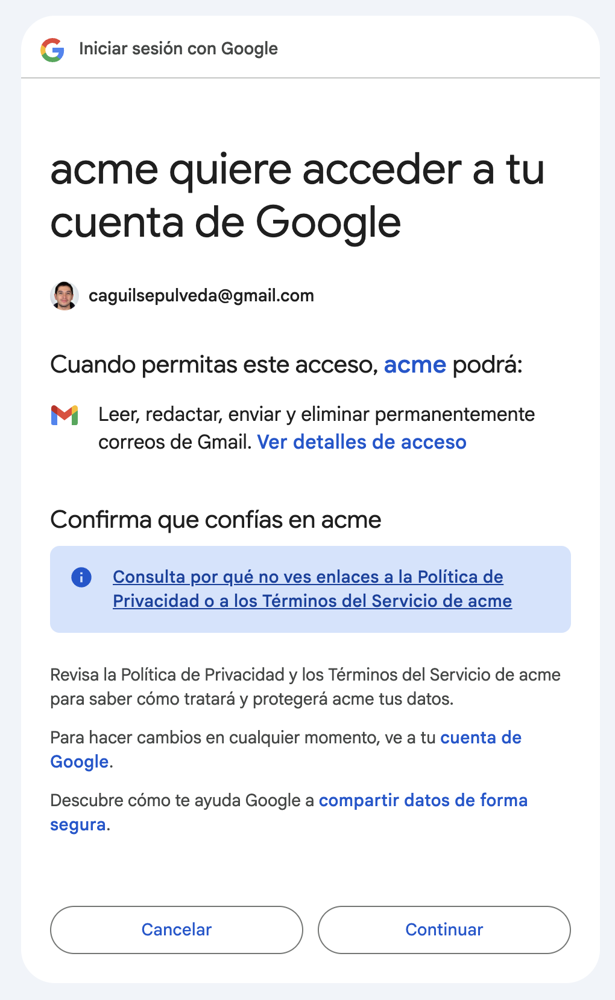 Iniciar sesión con Google
acme quiere acceder a tu
cuenta de Google
caguilsepulveda@gmail.com
Cuando permitas este acceso, acme podrá:
Leer, redactar, enviar y eliminar permanentemente
correos de Gmail. Ver detalles de acceso
Confirma que confías en acme
Consulta por qué no ves enlaces a la Política de
Privacidad o a los Términos del Servicio de acme
Revisa la Política de Privacidad y los Términos del Servicio de acme
para saber cómo tratará y protegerá acme tus datos.
Para hacer cambios en cualquier momento, ve a tu cuenta de
Google.
Descubre cómo te ayuda Google a compartir datos de forma
segura.
Cancelar
Continuar